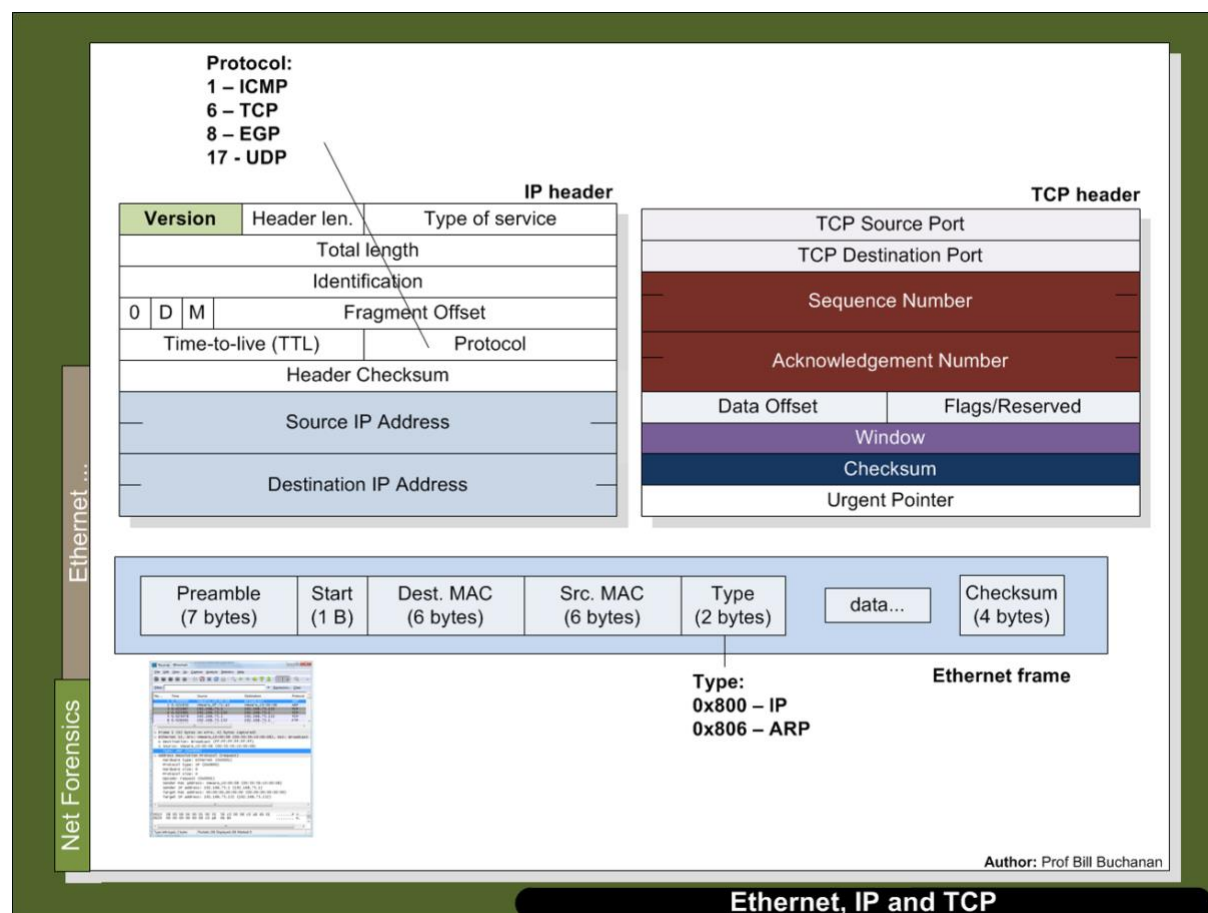 Protocol:
1 – ICMP
6 – TCP
8 – EGP
17 - UDP
IP header
Version Header len. Type of service
Total length
Identification
0 D M Fragment Offset
Time-to-live (TTL) Protocol
Header Checksum
Source IP Address
Destination IP Address
TCP header
TCP Source Port
TCP Destination Port
Sequence Number
Acknowledgement Number
Data Offset Flags/Reserved
Window
Checksum
Urgent Pointer
Preamble Start Dest. MAC Src. MAC Type data... Checksum
(7 bytes) (1 B) (6 bytes) (6 bytes) (2 bytes) (4 bytes)
Ethernet frame
Type:
0x800 – IP
0x806 – ARP
Ethernet ...
Net Forensics
Author: Prof Bill Buchanan
Ethernet, IP and TCP